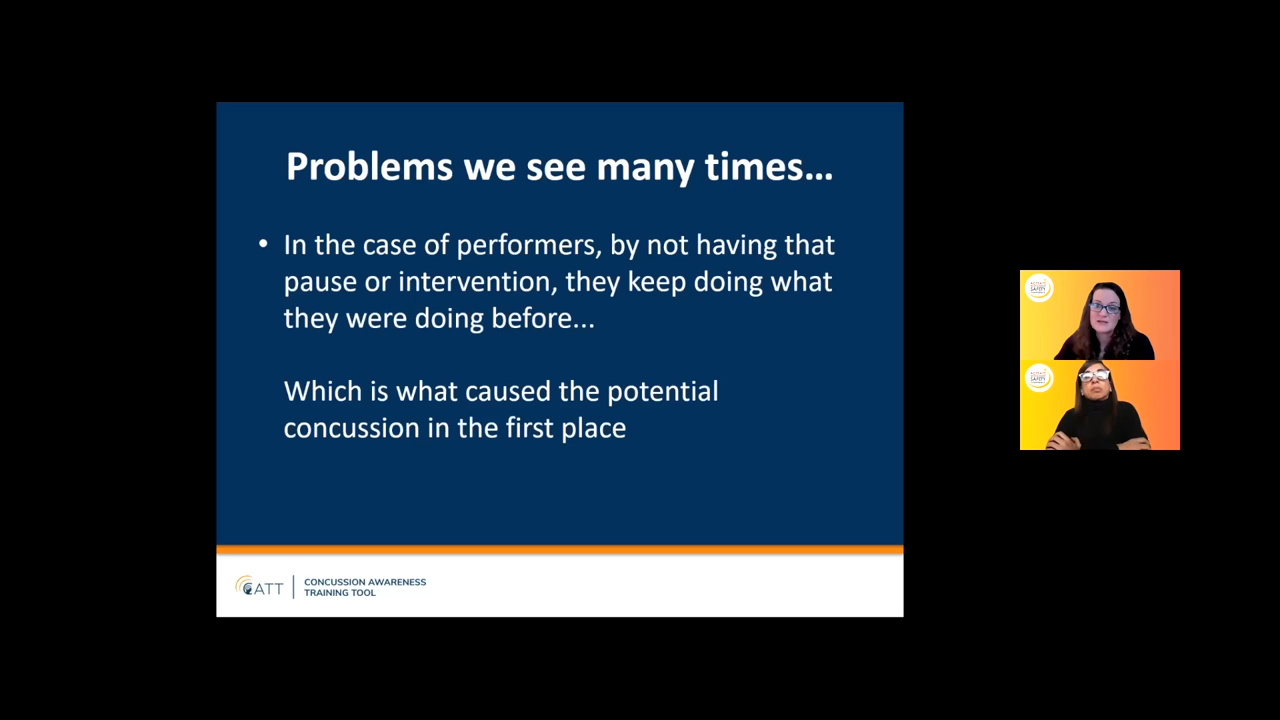 Problems we see many times...
• In the case of performers, by not having that
pause or intervention, they keep doing what
they were doing before...
Which is what caused the potential
concussion in the first place
CATT
CONCUSSION AWARENESS
TRAINING TOOL
SAFETY
SAFETY